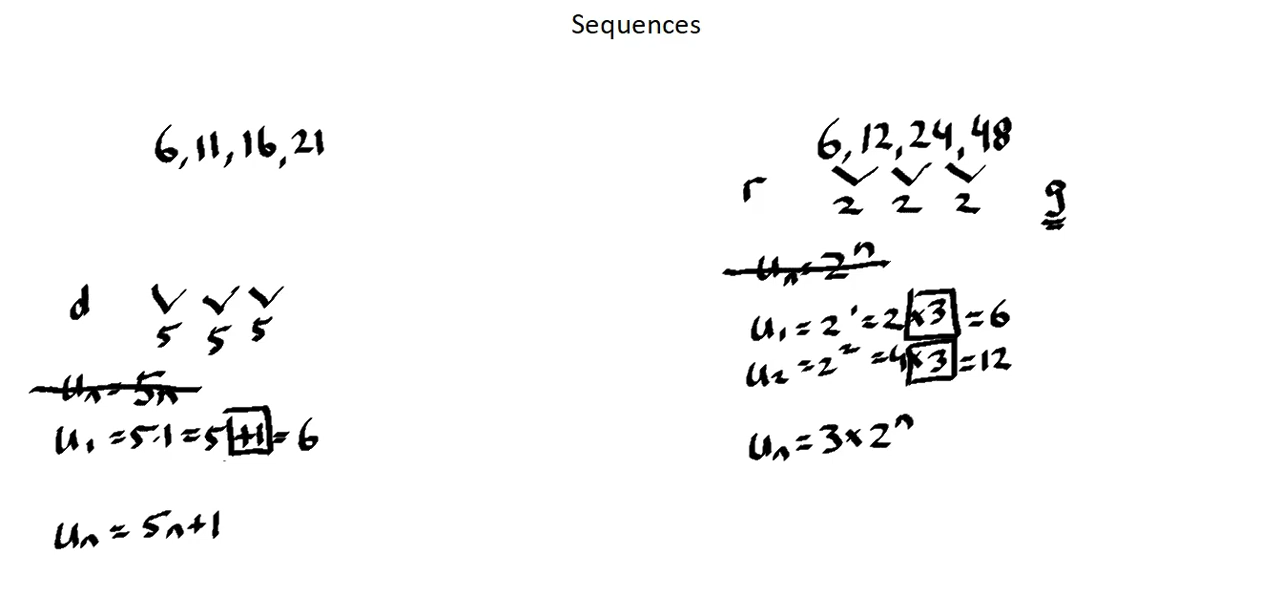 Sequences
6, 11, 16, 21
d
5 5 5
uₙ = 5n
u₁ = 5·1 = 5 +1 = 6
uₙ = 5n+1
6, 12, 24, 48
r
2 2 2
g
uₙ = 2ⁿ
u₁ = 2¹ = 2 ×3 = 6
u₂ = 2² = 4 ×3 = 12
uₙ = 3×2ⁿ